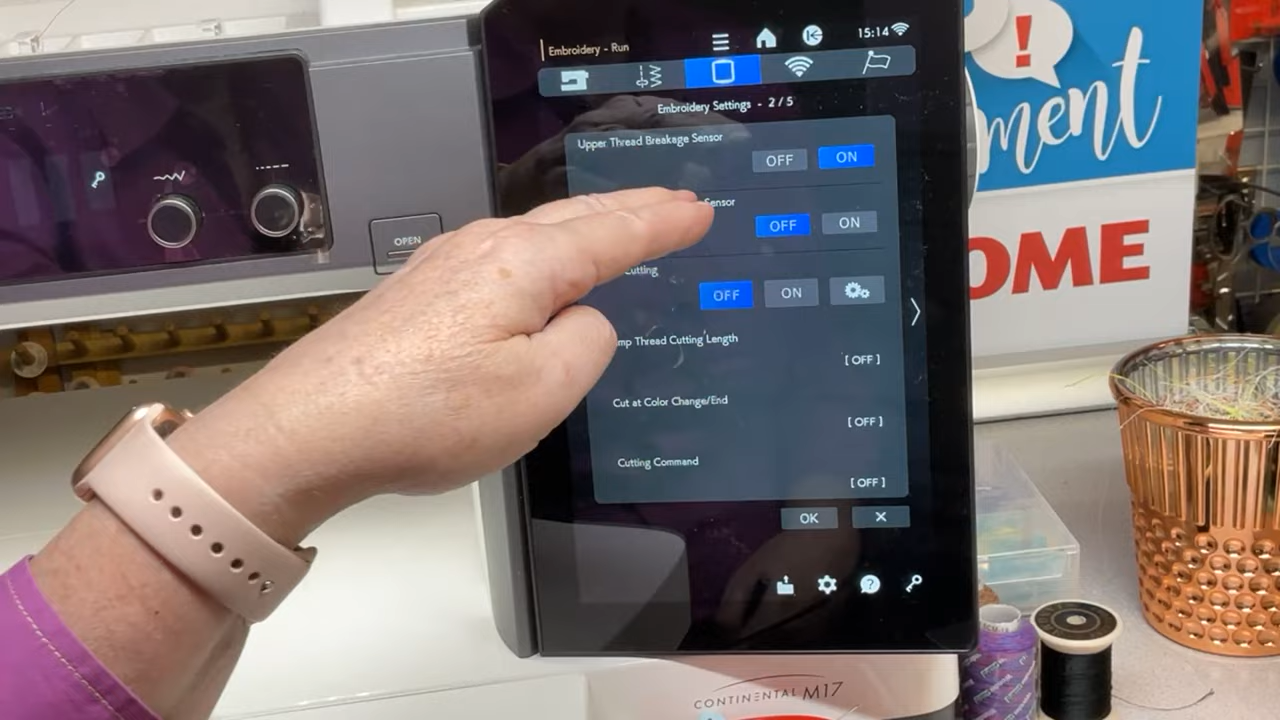 Embroidery - Run
15:14
Embroidery Settings - 2 / 5
Upper Thread Breakage Sensor
OFF ON
Sensor
OFF ON
Cutting
OFF ON
mp Thread Cutting Length
[ OFF ]
Cut at Color Change/End
[ OFF ]
Cutting Command
[ OFF ]
OK X
OPEN
CONTINENTAL M17
!
ment
OME